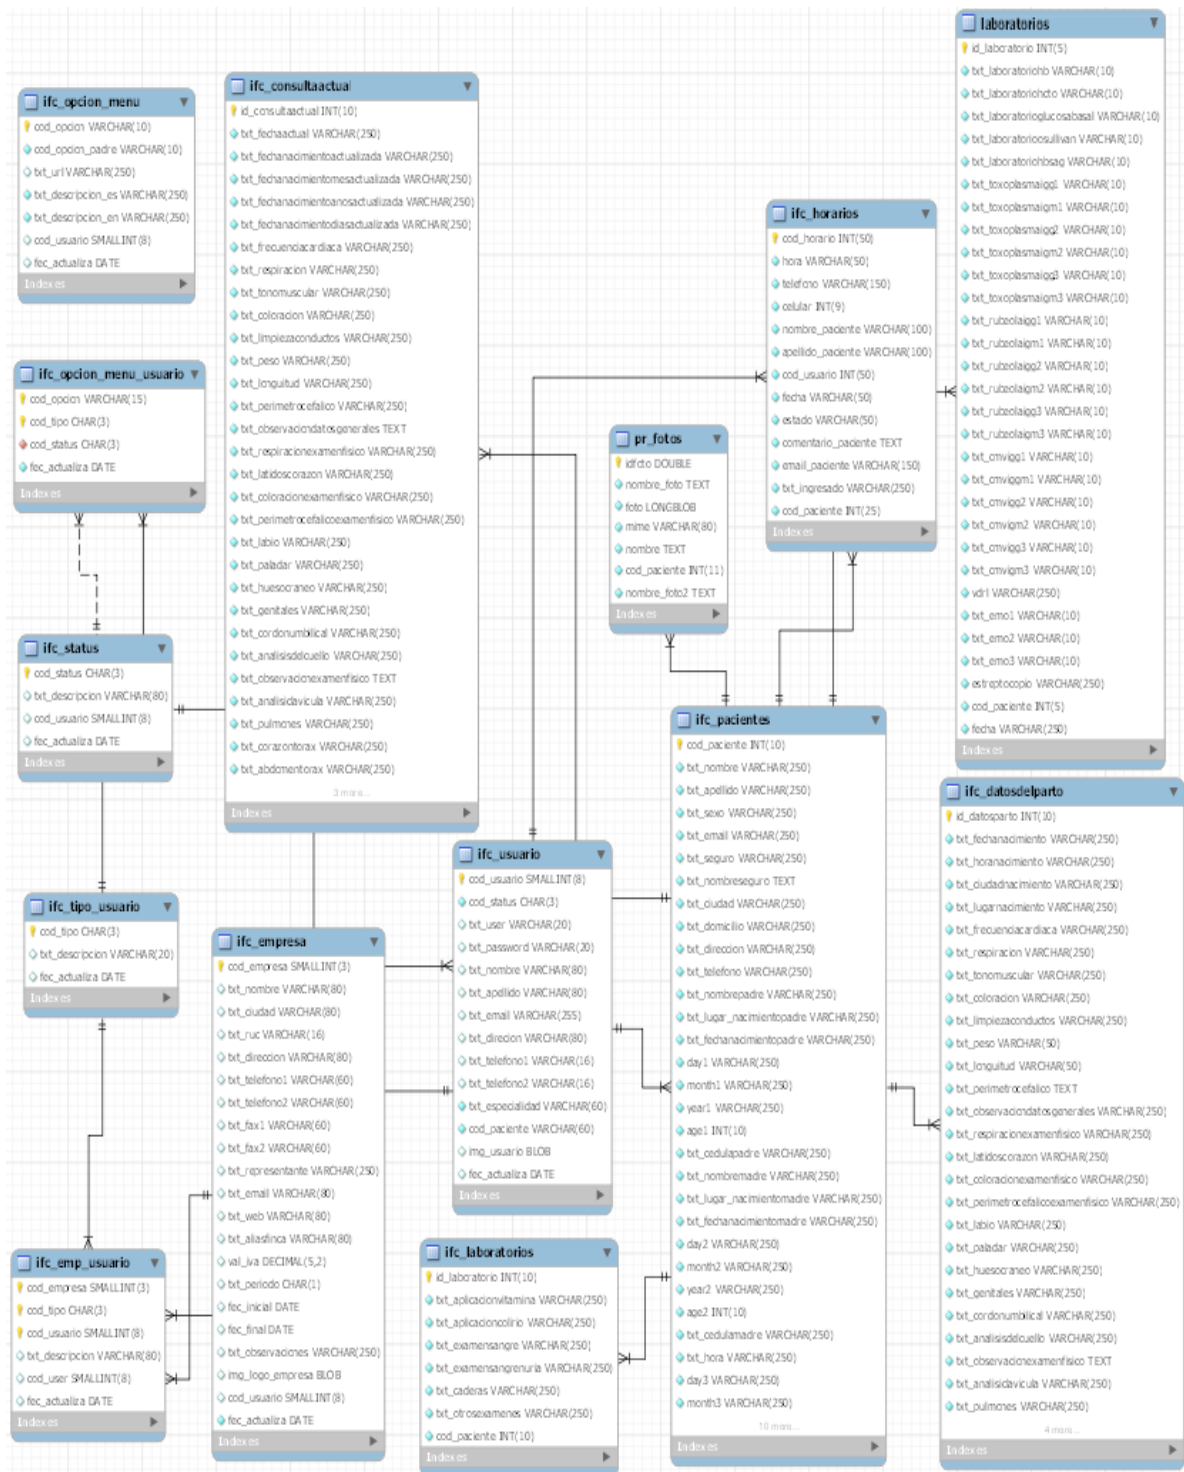 ifc_opcion_menu
cod_opcion VARCHAR(10)
cod_opcion_padre VARCHAR(10)
txt_url VARCHAR(250)
txt_descripcion_es VARCHAR(250)
txt_descripcion_en VARCHAR(250)
cod_usuario SMALLINT(8)
fec_actualiza DATE
Indexes
ifc_opcion_menu_usuario
cod_opcion VARCHAR(15)
cod_tipo CHAR(3)
cod_status CHAR(3)
fec_actualiza DATE
Indexes
ifc_status
cod_status CHAR(3)
txt_descripcion VARCHAR(80)
cod_usuario SMALLINT(8)
fec_actualiza DATE
Indexes
ifc_tipo_usuario
cod_tipo CHAR(3)
txt_descripcion VARCHAR(20)
fec_actualiza DATE
Indexes
ifc_emp_usuario
cod_empresa SMALLINT(3)
cod_tipo CHAR(3)
cod_usuario SMALLINT(8)
txt_descripcion VARCHAR(80)
cod_user SMALLINT(8)
fec_actualiza DATE
Indexes
ifc_consultaactual
id_consultaactual INT(10)
txt_fechaactual VARCHAR(250)
txt_fechanacimientoactualizada VARCHAR(250)
txt_fechanacimientomesactualizada VARCHAR(250)
txt_fechanacimientoanosactualizada VARCHAR(250)
txt_fechanacimientodiasactualizada VARCHAR(250)
txt_frecuenciacardiaca VARCHAR(250)
txt_respiracion VARCHAR(250)
txt_tonomuscular VARCHAR(250)
txt_coloracion VARCHAR(250)
txt_limpiezaconductos VARCHAR(250)
txt_peso VARCHAR(250)
txt_longuitud VARCHAR(250)
txt_perimetrocefalico VARCHAR(250)
txt_observaciondatosgenerales TEXT
txt_respiracionexamenfisico VARCHAR(250)
txt_latidoscorazon VARCHAR(250)
txt_coloracionexamenfisico VARCHAR(250)
txt_perimetrocefalicoexamenfisico VARCHAR(250)
txt_labio VARCHAR(250)
txt_paladar VARCHAR(250)
txt_huesocraneo VARCHAR(250)
txt_genitales VARCHAR(250)
txt_cordonumbilical VARCHAR(250)
txt_analisisdelcuello VARCHAR(250)
txt_observacionexamenfisico TEXT
txt_analisidavicula VARCHAR(250)
txt_pulmones VARCHAR(250)
txt_corazontorax VARCHAR(250)
txt_abdomentorax VARCHAR(250)
3 more...
Indexes
ifc_empresa
cod_empresa SMALLINT(3)
txt_nombre VARCHAR(80)
txt_ciudad VARCHAR(80)
txt_ruc VARCHAR(16)
txt_direccion VARCHAR(80)
txt_telefono1 VARCHAR(60)
txt_telefono2 VARCHAR(60)
txt_fax1 VARCHAR(60)
txt_fax2 VARCHAR(60)
txt_representante VARCHAR(250)
txt_email VARCHAR(80)
txt_web VARCHAR(80)
txt_aliasfinca VARCHAR(80)
val_iva DECIMAL(5,2)
txt_periodo CHAR(1)
fec_inicial DATE
fec_final DATE
txt_observaciones VARCHAR(250)
img_logo_empresa BLOB
cod_usuario SMALLINT(8)
fec_actualiza DATE
Indexes
ifc_usuario
cod_usuario SMALLINT(8)
cod_status CHAR(3)
txt_user VARCHAR(20)
txt_password VARCHAR(20)
txt_nombre VARCHAR(80)
txt_apellido VARCHAR(80)
txt_email VARCHAR(255)
txt_direcion VARCHAR(80)
txt_telefono1 VARCHAR(16)
txt_telefono2 VARCHAR(16)
txt_especialidad VARCHAR(60)
cod_paciente VARCHAR(60)
img_usuario BLOB
fec_actualiza DATE
Indexes
ifc_laboratorios
id_laboratorio INT(10)
txt_aplicacionvitamina VARCHAR(250)
txt_aplicacioncolirio VARCHAR(250)
txt_examensangre VARCHAR(250)
txt_examensangrenuria VARCHAR(250)
txt_caderas VARCHAR(250)
txt_otrosexamenes VARCHAR(250)
cod_paciente INT(10)
Indexes
pr_fotos
idfoto DOUBLE
nombre_foto TEXT
foto LONGBLOB
mime VARCHAR(80)
nombre TEXT
cod_paciente INT(11)
nombre_foto2 TEXT
Indexes
ifc_horarios
cod_horario INT(50)
hora VARCHAR(50)
telefono VARCHAR(150)
celular INT(9)
nombre_paciente VARCHAR(100)
apellido_paciente VARCHAR(100)
cod_usuario INT(50)
fecha VARCHAR(50)
estado VARCHAR(50)
comentario_paciente TEXT
email_paciente VARCHAR(150)
txt_ingresado VARCHAR(250)
cod_paciente INT(25)
Indexes
ifc_pacientes
cod_paciente INT(10)
txt_nombre VARCHAR(250)
txt_apellido VARCHAR(250)
txt_sexo VARCHAR(250)
txt_email VARCHAR(250)
txt_seguro VARCHAR(250)
txt_nombreseguro TEXT
txt_ciudad VARCHAR(250)
txt_domicilio VARCHAR(250)
txt_direccion VARCHAR(250)
txt_telefono VARCHAR(250)
txt_nombrepadre VARCHAR(250)
txt_lugar_nacimientopadre VARCHAR(250)
txt_fechanacimientopadre VARCHAR(250)
day1 VARCHAR(250)
month1 VARCHAR(250)
year1 VARCHAR(250)
age1 INT(10)
txt_cedulapadre VARCHAR(250)
txt_nombremadre VARCHAR(250)
txt_lugar_nacimientomadre VARCHAR(250)
txt_fechanacimientomadre VARCHAR(250)
day2 VARCHAR(250)
month2 VARCHAR(250)
year2 VARCHAR(250)
age2 INT(10)
txt_cedulamadre VARCHAR(250)
txt_hora VARCHAR(250)
day3 VARCHAR(250)
month3 VARCHAR(250)
10 more...
Indexes
laboratorios
id_laboratorio INT(5)
txt_laboratoriohb VARCHAR(10)
txt_laboratoriohcto VARCHAR(10)
txt_laboratorioglucosabasal VARCHAR(10)
txt_laboratorioosullivan VARCHAR(10)
txt_laboratoriohbsag VARCHAR(10)
txt_toxoplasmaigg1 VARCHAR(10)
txt_toxoplasmaigm1 VARCHAR(10)
txt_toxoplasmaigg2 VARCHAR(10)
txt_toxoplasmaigm2 VARCHAR(10)
txt_toxoplasmaigg3 VARCHAR(10)
txt_toxoplasmaigm3 VARCHAR(10)
txt_rubeolaigg1 VARCHAR(10)
txt_rubeolaigm1 VARCHAR(10)
txt_rubeolaigg2 VARCHAR(10)
txt_rubeolaigm2 VARCHAR(10)
txt_rubeolaigg3 VARCHAR(10)
txt_rubeolaigm3 VARCHAR(10)
txt_cmvigg1 VARCHAR(10)
txt_cmviggm1 VARCHAR(10)
txt_cmvigg2 VARCHAR(10)
txt_cmvigm2 VARCHAR(10)
txt_cmvigg3 VARCHAR(10)
txt_cmvigm3 VARCHAR(10)
vdrl VARCHAR(250)
txt_emo1 VARCHAR(10)
txt_emo2 VARCHAR(10)
txt_emo3 VARCHAR(10)
estreptocopio VARCHAR(250)
cod_paciente INT(5)
fecha VARCHAR(250)
Indexes
ifc_datosdelparto
id_datosparto INT(10)
txt_fechanacimiento VARCHAR(250)
txt_horanacimiento VARCHAR(250)
txt_ciudadnacimiento VARCHAR(250)
txt_lugarnacimiento VARCHAR(250)
txt_frecuenciacardiaca VARCHAR(250)
txt_respiracion VARCHAR(250)
txt_tonomuscular VARCHAR(250)
txt_coloracion VARCHAR(250)
txt_limpiezaconductos VARCHAR(250)
txt_peso VARCHAR(50)
txt_longuitud VARCHAR(50)
txt_perimetrocefalico TEXT
txt_observaciondatosgenerales VARCHAR(250)
txt_respiracionexamenfisico VARCHAR(250)
txt_latidoscorazon VARCHAR(250)
txt_coloracionexamenfisico VARCHAR(250)
txt_perimetrocefalicoexamenfisico VARCHAR(250)
txt_labio VARCHAR(250)
txt_paladar VARCHAR(250)
txt_huesocraneo VARCHAR(250)
txt_genitales VARCHAR(250)
txt_cordonumbilical VARCHAR(250)
txt_analisisdelcuello VARCHAR(250)
txt_observacionexamenfisico TEXT
txt_analisidavicula VARCHAR(250)
txt_pulmones VARCHAR(250)
4 more...
Indexes